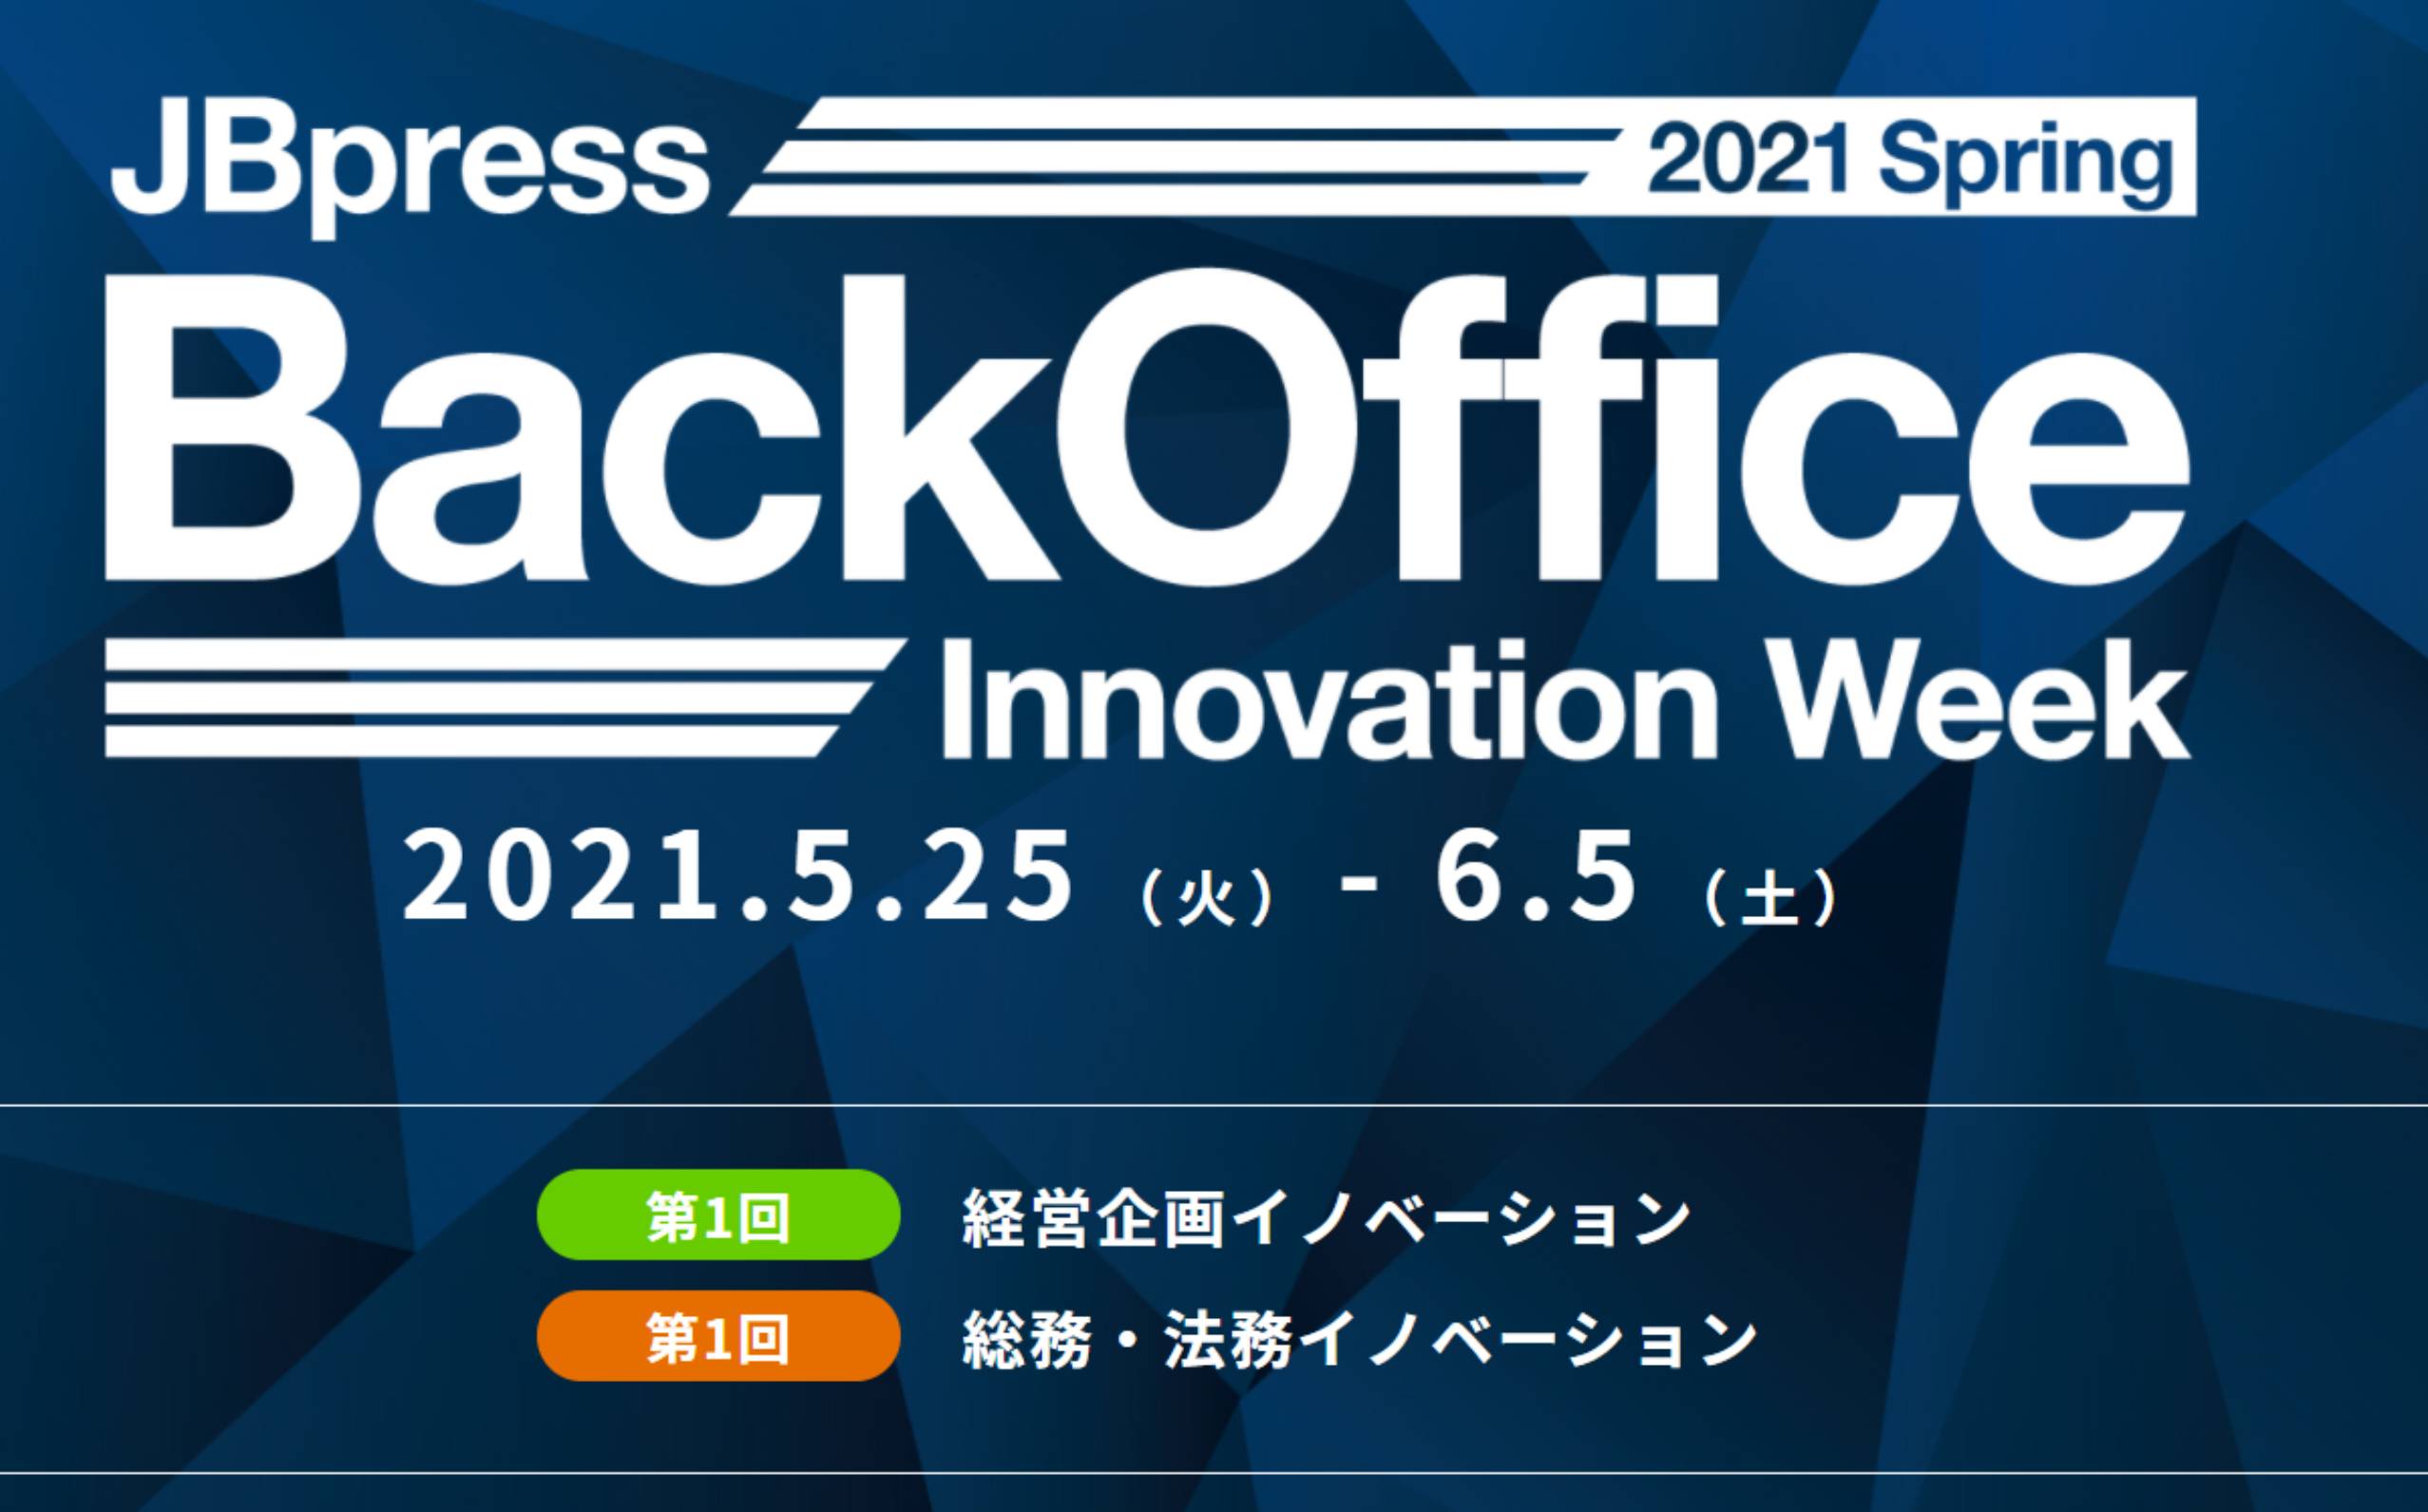 JBpress 2021 Spring
BackOffice
Innovation Week
2021.5.25（火） - 6.5（土）
第1回 経営企画イノベーション
第1回 総務・法務イノベーション